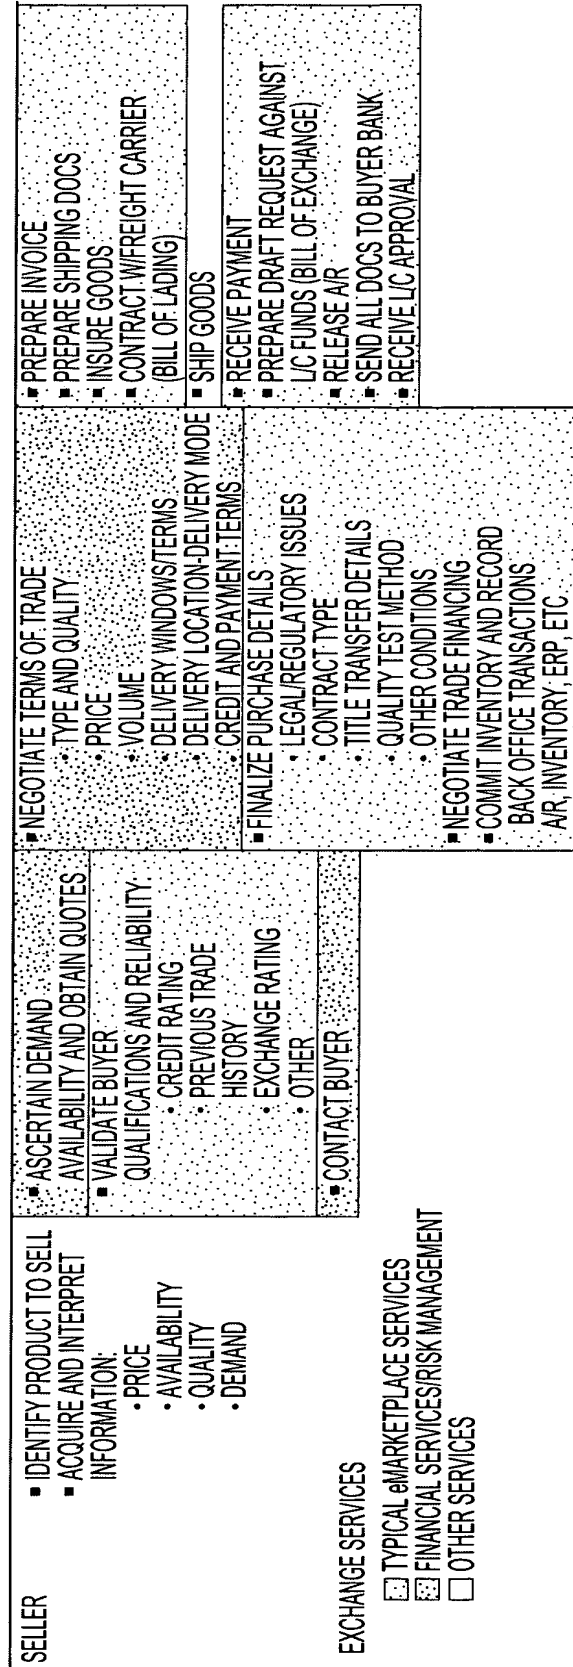 SELLER
■ IDENTIFY PRODUCT TO SELL
■ ACQUIRE AND INTERPRET
INFORMATION:
• PRICE
• AVAILABILITY
• QUALITY
• DEMAND
■ ASCERTAIN DEMAND
AVAILABILITY AND OBTAIN QUOTES
■ VALIDATE BUYER
QUALIFICATIONS AND RELIABILITY
• CREDIT RATING
• PREVIOUS TRADE
HISTORY
• EXCHANGE RATING
• OTHER
■ CONTACT BUYER
■ NEGOTIATE TERMS OF TRADE
• TYPE AND QUALITY
• PRICE
• VOLUME
• DELIVERY WINDOWS/TERMS
• DELIVERY LOCATION-DELIVERY MODE
• CREDIT AND PAYMENT TERMS
■ FINALIZE PURCHASE DETAILS
• LEGAL/REGULATORY ISSUES
• CONTRACT TYPE
• TITLE TRANSFER DETAILS
• QUALITY TEST METHOD
• OTHER CONDITIONS
■ NEGOTIATE TRADE FINANCING
■ COMMIT INVENTORY AND RECORD
BACK OFFICE TRANSACTIONS
A/R, INVENTORY, ERP, ETC
■ PREPARE INVOICE
■ PREPARE SHIPPING DOCS
■ INSURE GOODS
■ CONTRACT W/FREIGHT CARRIER
(BILL OF LADING)
■ SHIP GOODS
■ RECEIVE PAYMENT
■ PREPARE DRAFT REQUEST AGAINST
L/C FUNDS (BILL OF EXCHANGE)
■ RELEASE A/R
■ SEND ALL DOCS TO BUYER BANK
■ RECEIVE L/C APPROVAL
EXCHANGE SERVICES
TYPICAL eMARKETPLACE SERVICES
FINANCIAL SERVICES/RISK MANAGEMENT
OTHER SERVICES